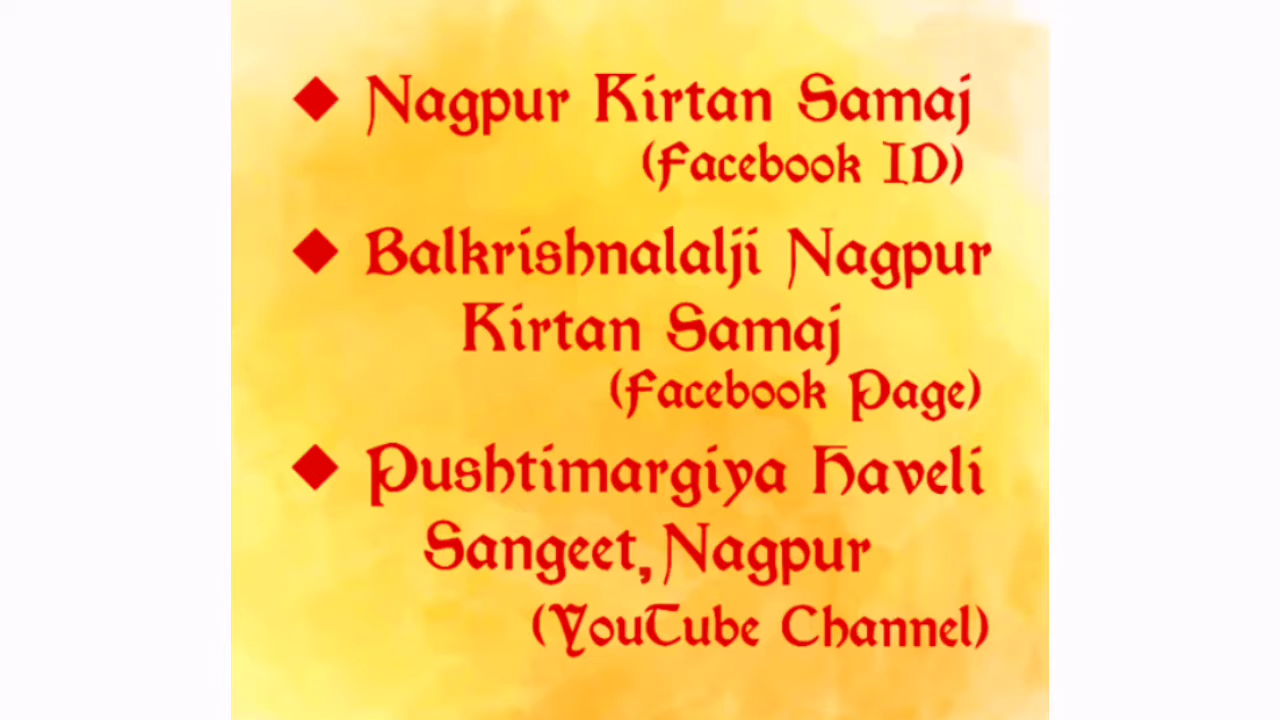 ◆ Nagpur Kirtan Samaj
(Facebook ID)
◆ Balkrishnalalji Nagpur
Kirtan Samaj
(Facebook Page)
◆ Pushtimargiya Haveli
Sangeet, Nagpur
(YouTube Channel)